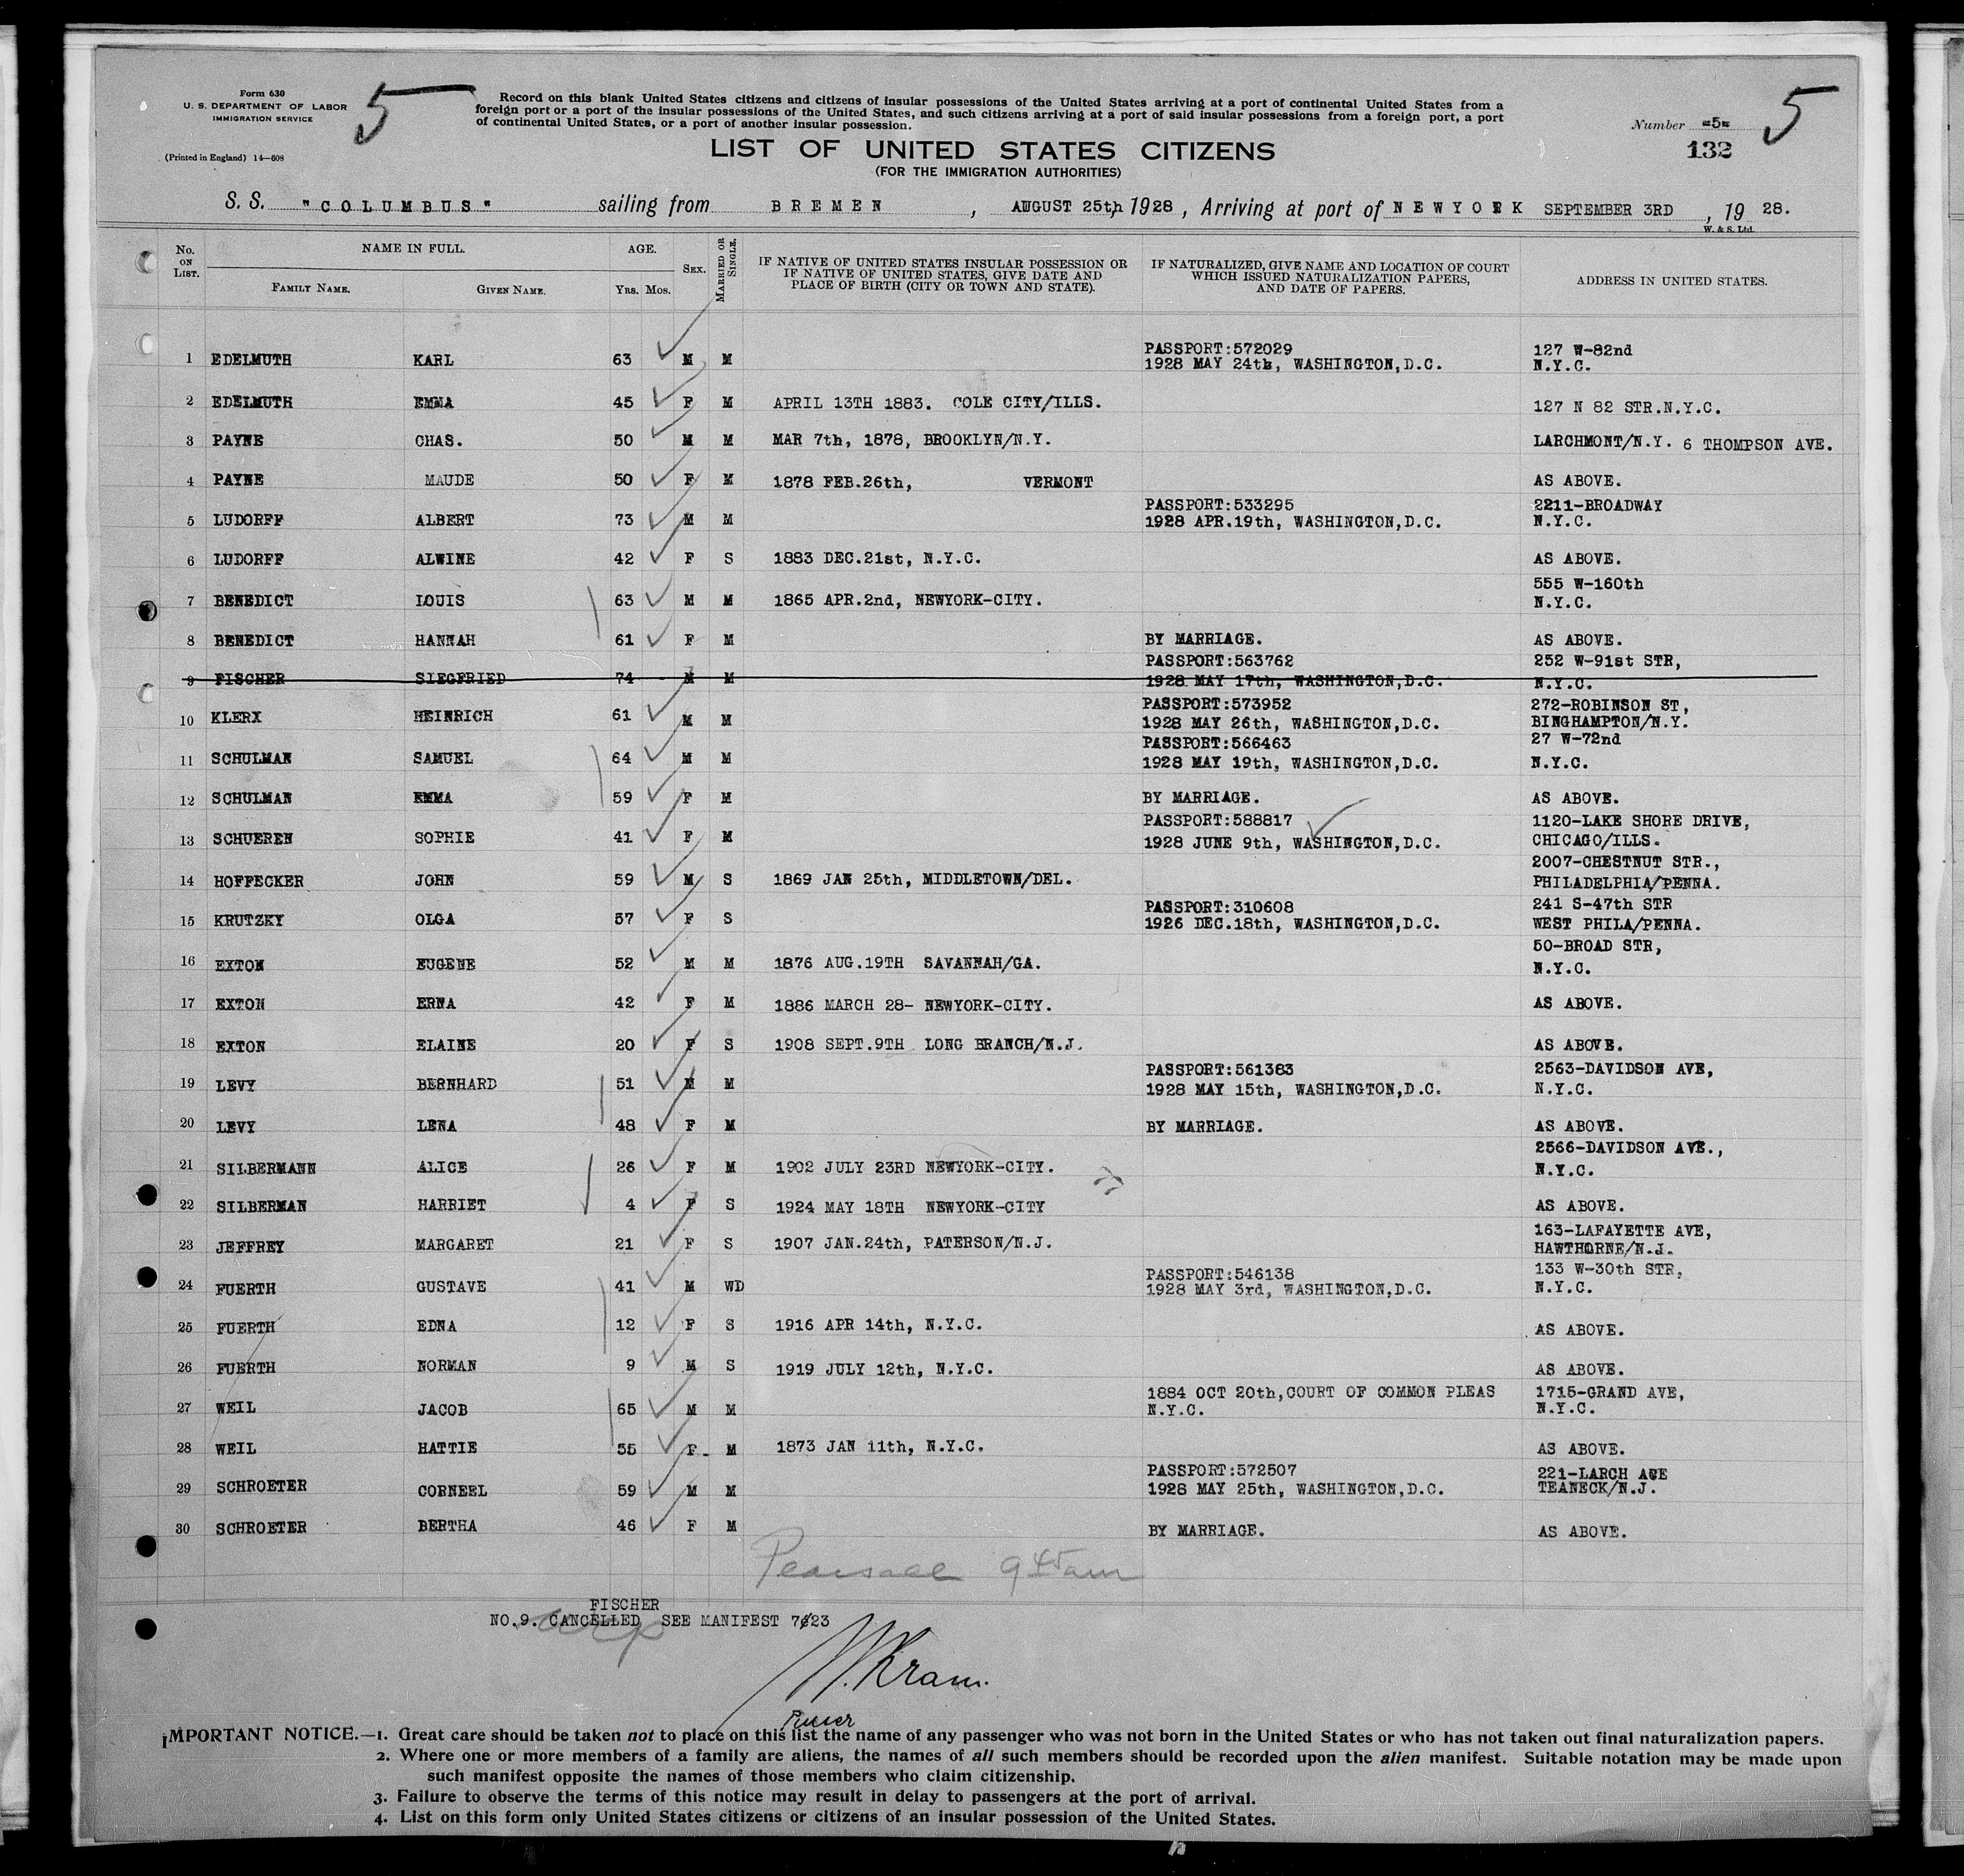 Form 630
U. S. DEPARTMENT OF LABOR
IMMIGRATION SERVICE
(Printed in England) 14—608
5
Record on this blank United States citizens and citizens of insular possessions of the United States arriving at a port of continental United States from a
foreign port or a port of the insular possessions of the United States, and such citizens arriving at a port of said insular possessions from a foreign port, a port
of continental United States, or a port of another insular possession.
Number -5-
5
132
LIST OF UNITED STATES CITIZENS
(FOR THE IMMIGRATION AUTHORITIES)
S. S. "COLUMBUS" sailing from BREMEN, AUGUST 25th, 1928, Arriving at port of NEWYORK SEPTEMBER 3RD, 19 28.
W. & S. Ltd.
No. ON LIST. NAME IN FULL. FAMILY NAME. GIVEN NAME. AGE. YRS. MOS. SEX. MARRIED OR SINGLE. IF NATIVE OF UNITED STATES INSULAR POSSESSION OR IF NATIVE OF UNITED STATES, GIVE DATE AND PLACE OF BIRTH (CITY OR TOWN AND STATE). IF NATURALIZED, GIVE NAME AND LOCATION OF COURT WHICH ISSUED NATURALIZATION PAPERS, AND DATE OF PAPERS. ADDRESS IN UNITED STATES.
1 EDELMUTH KARL 63 M M PASSPORT:572029 1928 MAY 24th, WASHINGTON,D.C. 127 W-82nd N.Y.C.
2 EDELMUTH EMMA 45 F M APRIL 13TH 1883. COLE CITY/ILLS. 127 N 82 STR.N.Y.C.
3 PAYNE CHAS. 50 M M MAR 7th, 1878, BROOKLYN/N.Y. LARCHMONT/N.Y. 6 THOMPSON AVE.
4 PAYNE MAUDE 50 F M 1878 FEB.26th, VERMONT AS ABOVE.
5 LUDORFF ALBERT 73 M M PASSPORT:533295 1928 APR.19th, WASHINGTON,D.C. 2211-BROADWAY N.Y.C.
6 LUDORFF ALWINE 42 F S 1883 DEC.21st, N.Y.C. AS ABOVE.
7 BENEDICT LOUIS 63 M M 1865 APR.2nd, NEWYORK-CITY. 555 W-160th N.Y.C.
8 BENEDICT HANNAH 61 F M BY MARRIAGE. AS ABOVE.
9 FISCHER SIEGFRIED 74 M M PASSPORT:563762 1928 MAY 17th, WASHINGTON,D.C. 252 W-91st STR, N.Y.C.
10 KLERX HEINRICH 61 M M PASSPORT:573952 1928 MAY 26th, WASHINGTON,D.C. 272-ROBINSON ST, BINGHAMPTON/N.Y.
11 SCHULMAN SAMUEL 64 M M PASSPORT:566463 1928 MAY 19th, WASHINGTON,D.C. 27 W-72nd N.Y.C.
12 SCHULMAN EMMA 59 F M BY MARRIAGE. AS ABOVE.
13 SCHUEREN SOPHIE 41 F M PASSPORT:588817 1928 JUNE 9th, WASHINGTON,D.C. 1120-LAKE SHORE DRIVE, CHICAGO/ILLS.
14 HOFFECKER JOHN 59 M S 1869 JAN 25th, MIDDLETOWN/DEL. 2007-CHESTNUT STR., PHILADELPHIA/PENNA.
15 KRUTZKY OLGA 57 F S PASSPORT:310608 1926 DEC.18th, WASHINGTON,D.C. 241 S-47th STR WEST PHILA/PENNA.
16 EXTON EUGENE 52 M M 1876 AUG.19TH SAVANNAH/GA. 50-BROAD STR, N.Y.C.
17 EXTON ERNA 42 F M 1886 MARCH 28- NEWYORK-CITY. AS ABOVE.
18 EXTON ELAINE 20 F S 1908 SEPT.9TH LONG BRANCH/N.J. AS ABOVE.
19 LEVY BERNHARD 51 M M PASSPORT:561383 1928 MAY 15th, WASHINGTON,D.C. 2563-DAVIDSON AVE, N.Y.C.
20 LEVY LENA 48 F M BY MARRIAGE. AS ABOVE.
21 SILBERMANN ALICE 26 F M 1902 JULY 23RD NEWYORK-CITY. 2566-DAVIDSON AVE., N.Y.C.
22 SILBERMAN HARRIET 4 F S 1924 MAY 18TH NEWYORK-CITY AS ABOVE.
23 JEFFREY MARGARET 21 F S 1907 JAN.24th, PATERSON/N.J. 163-LAFAYETTE AVE, HAWTHORNE/N.J.
24 FUERTH GUSTAVE 41 M WD PASSPORT:546138 1928 MAY 3rd, WASHINGTON,D.C. 133 W-30th STR, N.Y.C.
25 FUERTH EDNA 12 F S 1916 APR 14th, N.Y.C. AS ABOVE.
26 FUERTH NORMAN 9 M S 1919 JULY 12th, N.Y.C. AS ABOVE.
27 WEIL JACOB 65 M M 1884 OCT 20th,COURT OF COMMON PLEAS N.Y.C. 1715-GRAND AVE, N.Y.C.
28 WEIL HATTIE 55 F M 1873 JAN 11th, N.Y.C. AS ABOVE.
29 SCHROETER CORNEEL 59 M M PASSPORT:572507 1928 MAY 25th, WASHINGTON,D.C. 221-LARCH AVE TEANECK/N.J.
30 SCHROETER BERTHA 46 F M BY MARRIAGE. AS ABOVE.
Pearsall 9 45 am
FISCHER
NO.9. CANCELLED SEE MANIFEST 7/23
W. Kram.
Purser
IMPORTANT NOTICE.—1. Great care should be taken not to place on this list the name of any passenger who was not born in the United States or who has not taken out final naturalization papers.
2. Where one or more members of a family are aliens, the names of all such members should be recorded upon the alien manifest. Suitable notation may be made upon
such manifest opposite the names of those members who claim citizenship.
3. Failure to observe the terms of this notice may result in delay to passengers at the port of arrival.
4. List on this form only United States citizens or citizens of an insular possession of the United States.